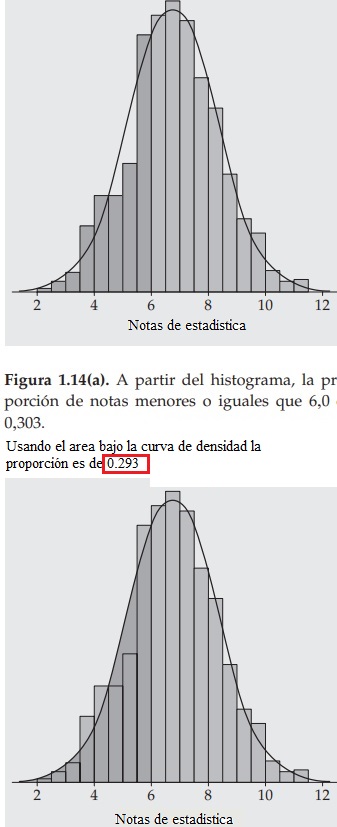 2 4 6 8 10 12
Notas de estadística
Figura 1.14(a). A partir del histograma, la pr
porción de notas menores o iguales que 6,0
0,303.
Usando el area bajo la curva de densidad la
proporción es de 0.293
2 4 6 8 10 12
Notas de estadística